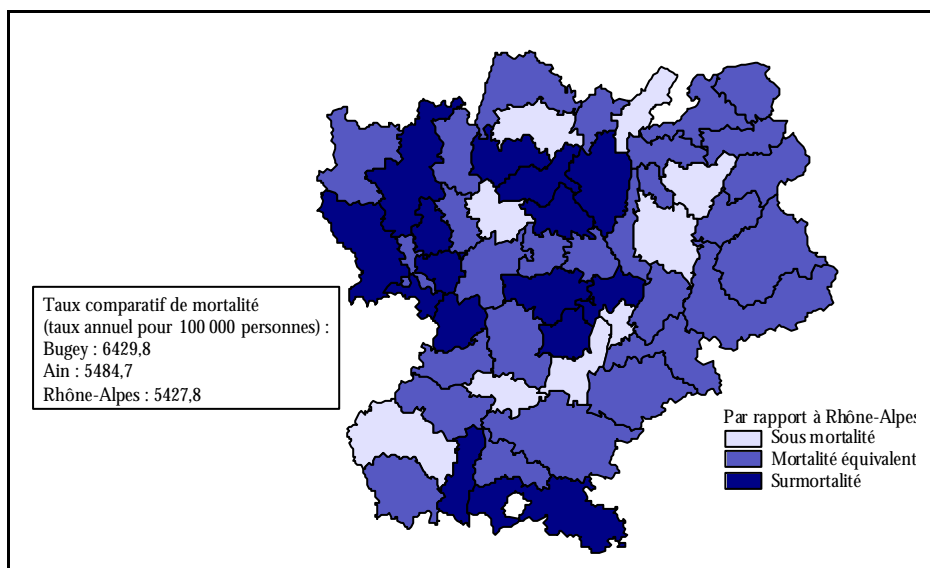 Taux comparatif de mortalité
(taux annuel pour 100 000 personnes) :
Bugey : 6429,8
Ain : 5484,7
Rhône-Alpes : 5427,8
Par rapport à Rhône-Alpes
Sous mortalité
Mortalité équivalent
Surmortalité